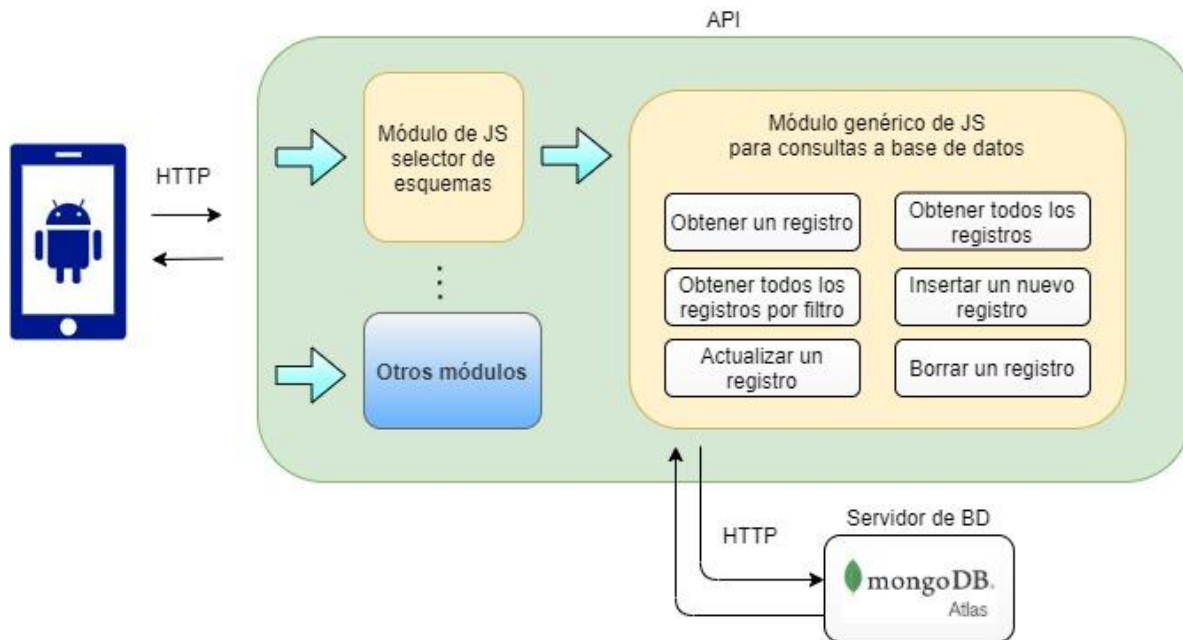 API
HTTP
Módulo de JS
selector de
esquemas
Otros módulos
Módulo genérico de JS
para consultas a base de datos
Obtener un registro
Obtener todos los
registros
Obtener todos los
registros por filtro
Insertar un nuevo
registro
Actualizar un
registro
Borrar un registro
HTTP
Servidor de BD
mongoDB.
Atlas